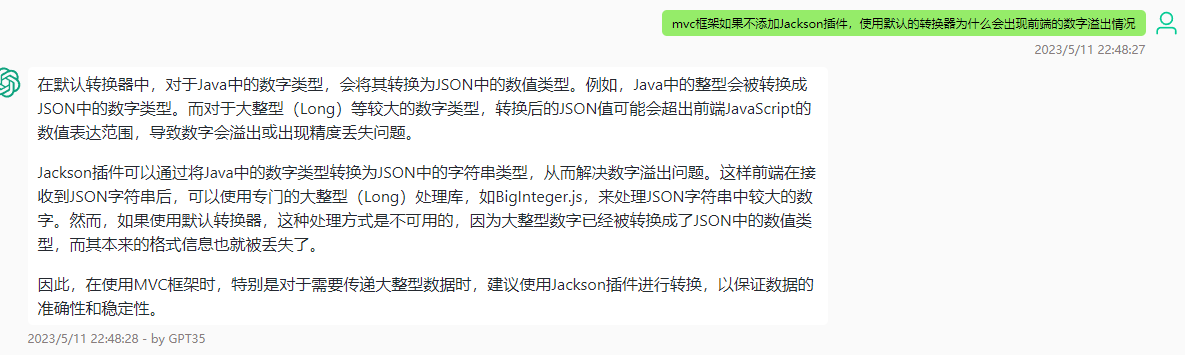 mvc框架如果不添加Jackson插件，使用默认的转换器为什么会出现前端的数字溢出情况
2023/5/11 22:48:27
在默认转换器中，对于Java中的数字类型，会将其转换为JSON中的数值类型。例如，Java中的整型会被转换成
JSON中的数字类型。而对于大整型（Long）等较大的数字类型，转换后的JSON值可能会超出前端JavaScript的
数值表达范围，导致数字会溢出或出现精度丢失问题。
Jackson插件可以通过将Java中的数字类型转换为JSON中的字符串类型，从而解决数字溢出问题。这样前端在接
收到JSON字符串后，可以使用专门的大整型（Long）处理库，如BigInteger.js，来处理JSON字符串中较大的数
字。然而，如果使用默认转换器，这种处理方式是不可用的，因为大整型数字已经被转换成了JSON中的数值类
型，而其本来的格式信息也就被丢失了。
因此，在使用MVC框架时，特别是对于需要传递大整型数据时，建议使用Jackson插件进行转换，以保证数据的
准确性和稳定性。
2023/5/11 22:48:28 - by GPT35